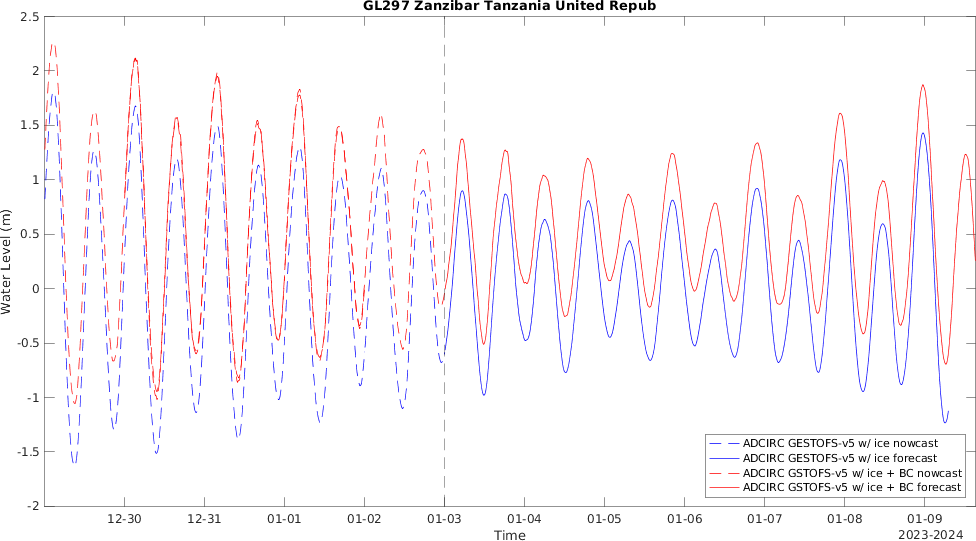 GL297 Zanzibar Tanzania United Repub
2.5
2
1.5
1
0.5
0
-0.5
-1
-1.5
-2
Water Level (m)
12-30 12-31 01-01 01-02 01-03 01-04 01-05 01-06 01-07 01-08 01-09
Time
2023-2024
ADCIRC GESTOFS-v5 w/ ice nowcast
ADCIRC GESTOFS-v5 w/ ice forecast
ADCIRC GSTOFS-v5 w/ ice + BC nowcast
ADCIRC GSTOFS-v5 w/ ice + BC forecast